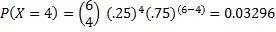 P(X = 4) = (6 4) (.25)⁴(.75)⁽⁶⁻⁴⁾ = 0.03296